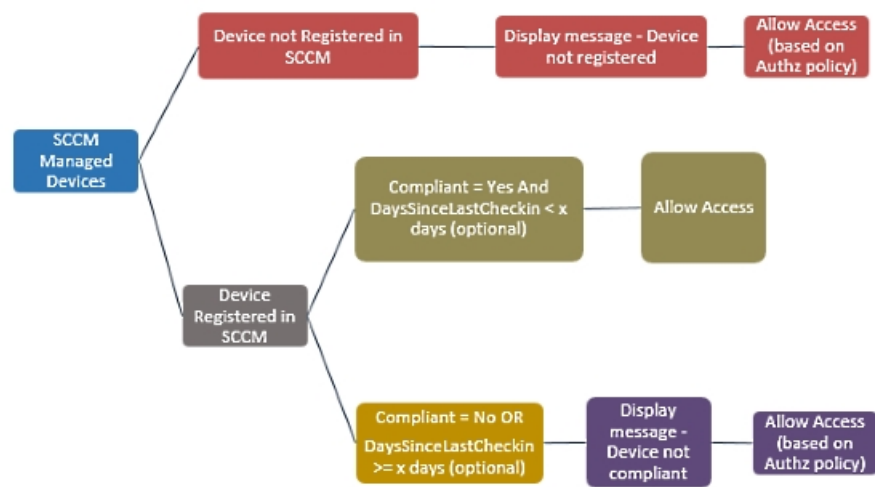 Device not Registered in
SCCM
Display message - Device
not registered
Allow Access
(based on
Authz policy)
SCCM
Managed
Devices
Compliant = Yes And
DaysSinceLastCheckin < x
days (optional)
Allow Access
Device
Registered in
SCCM
Compliant = No OR
DaysSinceLastCheckin
>= x days (optional)
Display
message -
Device not
compliant
Allow Access
(based on
Authz policy)